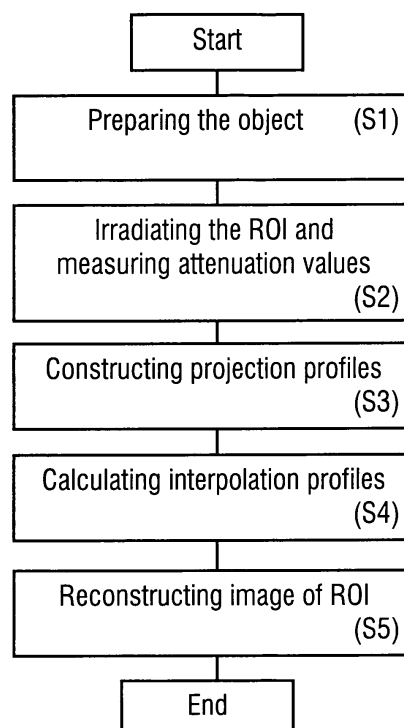 Start
Preparing the object (S1)
Irradiating the ROI and
measuring attenuation values
(S2)
Constructing projection profiles
(S3)
Calculating interpolation profiles
(S4)
Reconstructing image of ROI
(S5)
End